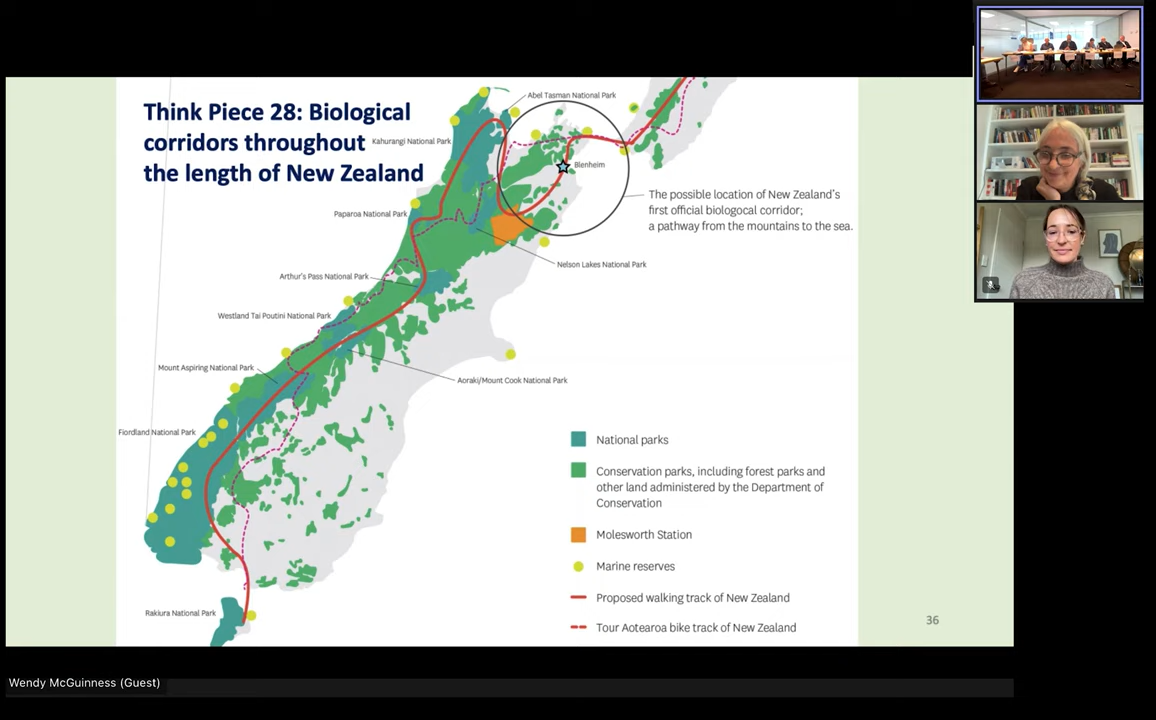 Think Piece 28: Biological
corridors throughout
the length of New Zealand
Abel Tasman National Park
Kahurangi National Park
Blenheim
The possible location of New Zealand's
first official biologocal corridor;
a pathway from the mountains to the sea.
Paparoa National Park
Nelson Lakes National Park
Arthur's Pass National Park
Westland Tai Poutini National Park
Mount Aspiring National Park
Aoraki/Mount Cook National Park
Fiordland National Park
Rakiura National Park
National parks
Conservation parks, including forest parks and
other land administered by the Department of
Conservation
Molesworth Station
Marine reserves
Proposed walking track of New Zealand
Tour Aotearoa bike track of New Zealand
36
Wendy McGuinness (Guest)